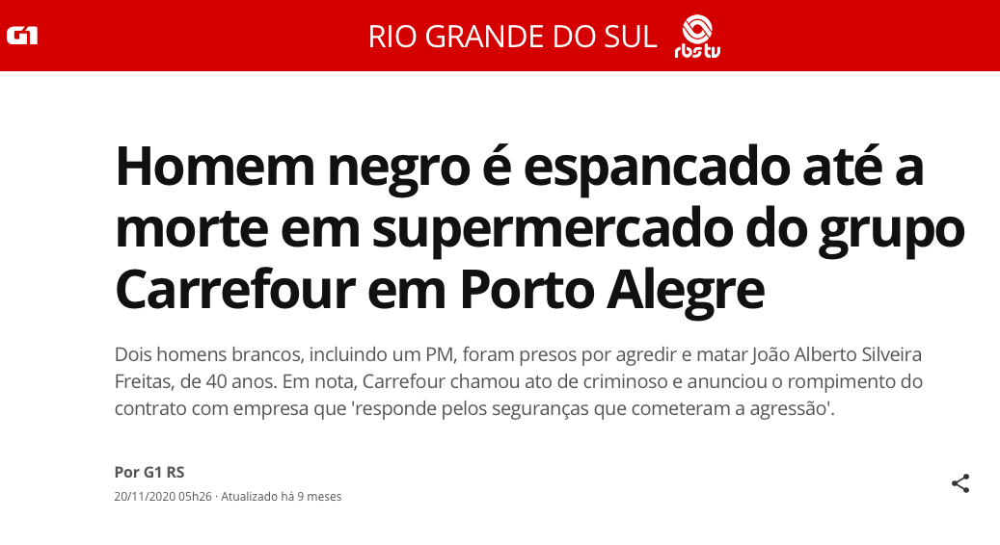 G1
RIO GRANDE DO SUL
rbs tv
Homem negro é espancado até a
morte em supermercado do grupo
Carrefour em Porto Alegre
Dois homens brancos, incluindo um PM, foram presos por agredir e matar João Alberto Silveira
Freitas, de 40 anos. Em nota, Carrefour chamou ato de criminoso e anunciou o rompimento do
contrato com empresa que 'responde pelos seguranças que cometeram a agressão'.
Por G1 RS
20/11/2020 05h26 · Atualizado há 9 meses